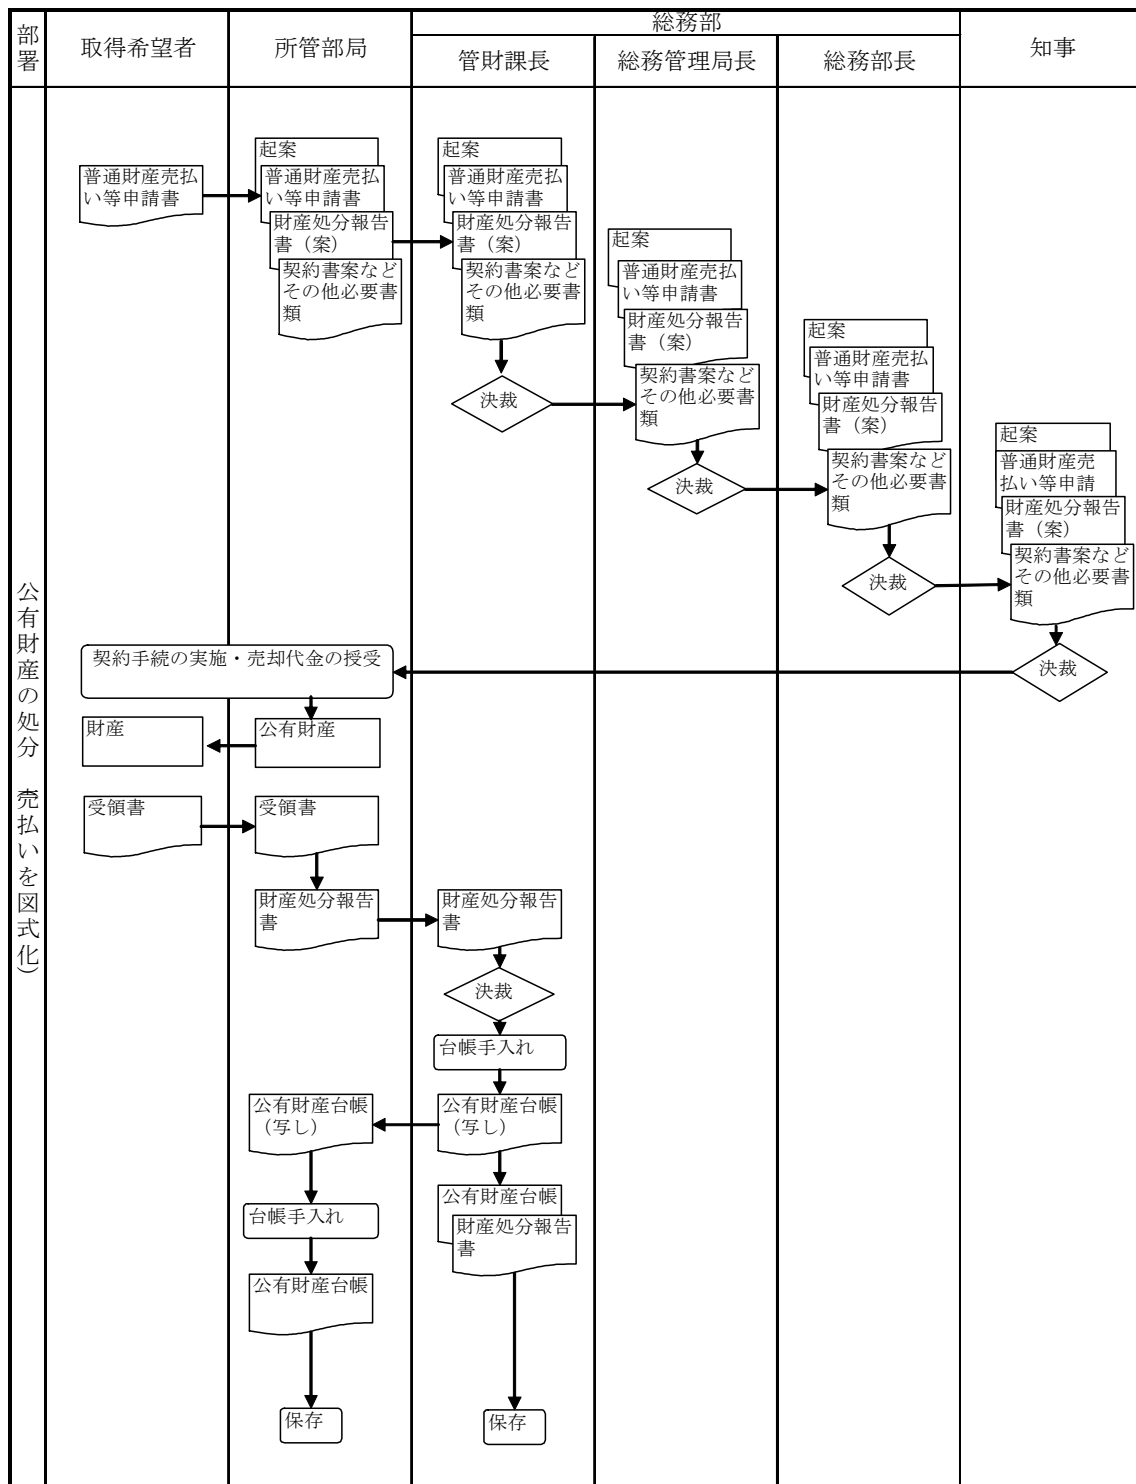 部署
取得希望者
所管部局
総務部
管財課長
総務管理局長
総務部長
知事
公有財産の処分 売払いを図式化)
普通財産売払
い等申請書
起案
普通財産売払
い等申請書
財産処分報告
書（案）
契約書案など
その他必要書
類
起案
普通財産売払
い等申請書
財産処分報告
書（案）
契約書案など
その他必要書
類
決裁
起案
普通財産売払
い等申請書
財産処分報告
書（案）
契約書案など
その他必要書
類
決裁
起案
普通財産売払
い等申請書
財産処分報告
書（案）
契約書案など
その他必要書
類
決裁
起案
普通財産売
払い等申請
財産処分報告
書（案）
契約書案など
その他必要書
類
決裁
契約手続の実施・売却代金の授受
財産
公有財産
受領書
受領書
財産処分報告
書
財産処分報告
書
決裁
台帳手入れ
公有財産台帳
（写し）
公有財産台帳
（写し）
台帳手入れ
公有財産台帳
財産処分報告
書
公有財産台帳
保存
保存